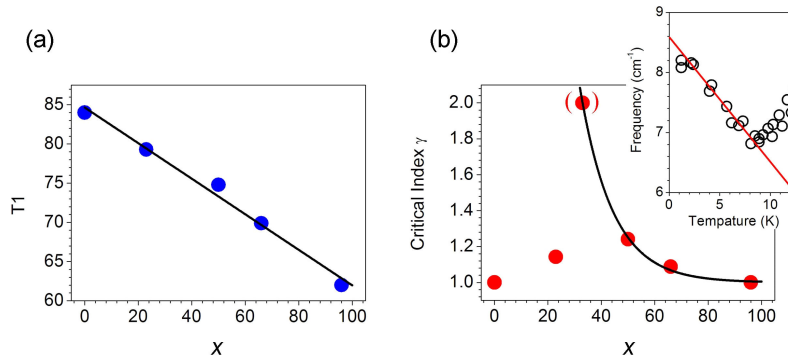 (a)
85
80
75
70
65
60
T1
0 20 40 60 80 100
x
(b)
2.0
1.8
1.6
1.4
1.2
1.0
Critical Index γ
( )
0 20 40 60 80 100
x
9
8
7
6
Frequency (cm⁻¹)
0 5 10
Tempature (K)